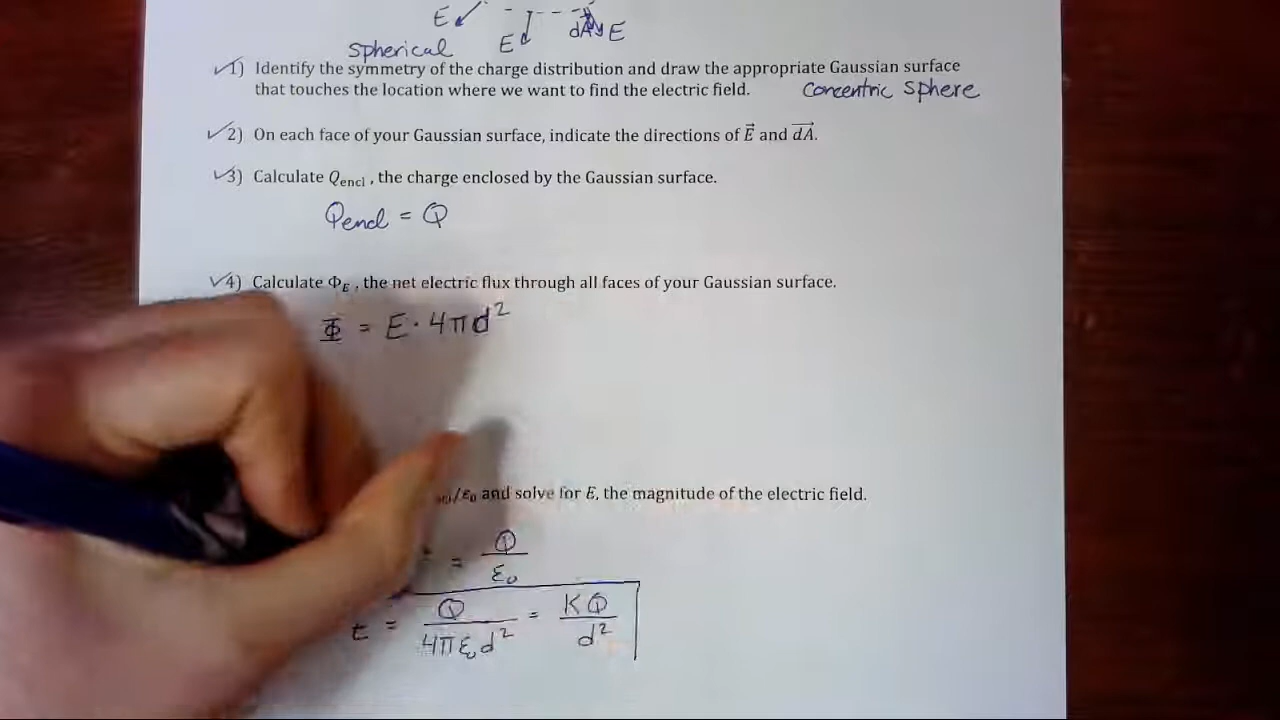 E
E dA E
Spherical
1) Identify the symmetry of the charge distribution and draw the appropriate Gaussian surface
that touches the location where we want to find the electric field. Concentric Sphere
2) On each face of your Gaussian surface, indicate the directions of E⃗ and dA⃗.
3) Calculate Qencl , the charge enclosed by the Gaussian surface.
Qencl = Q
4) Calculate ΦE , the net electric flux through all faces of your Gaussian surface.
Φ = E · 4πd²
/ε₀ and solve for E, the magnitude of the electric field.
= Q/ε₀
E = Q/4πε₀d² = KQ/d²